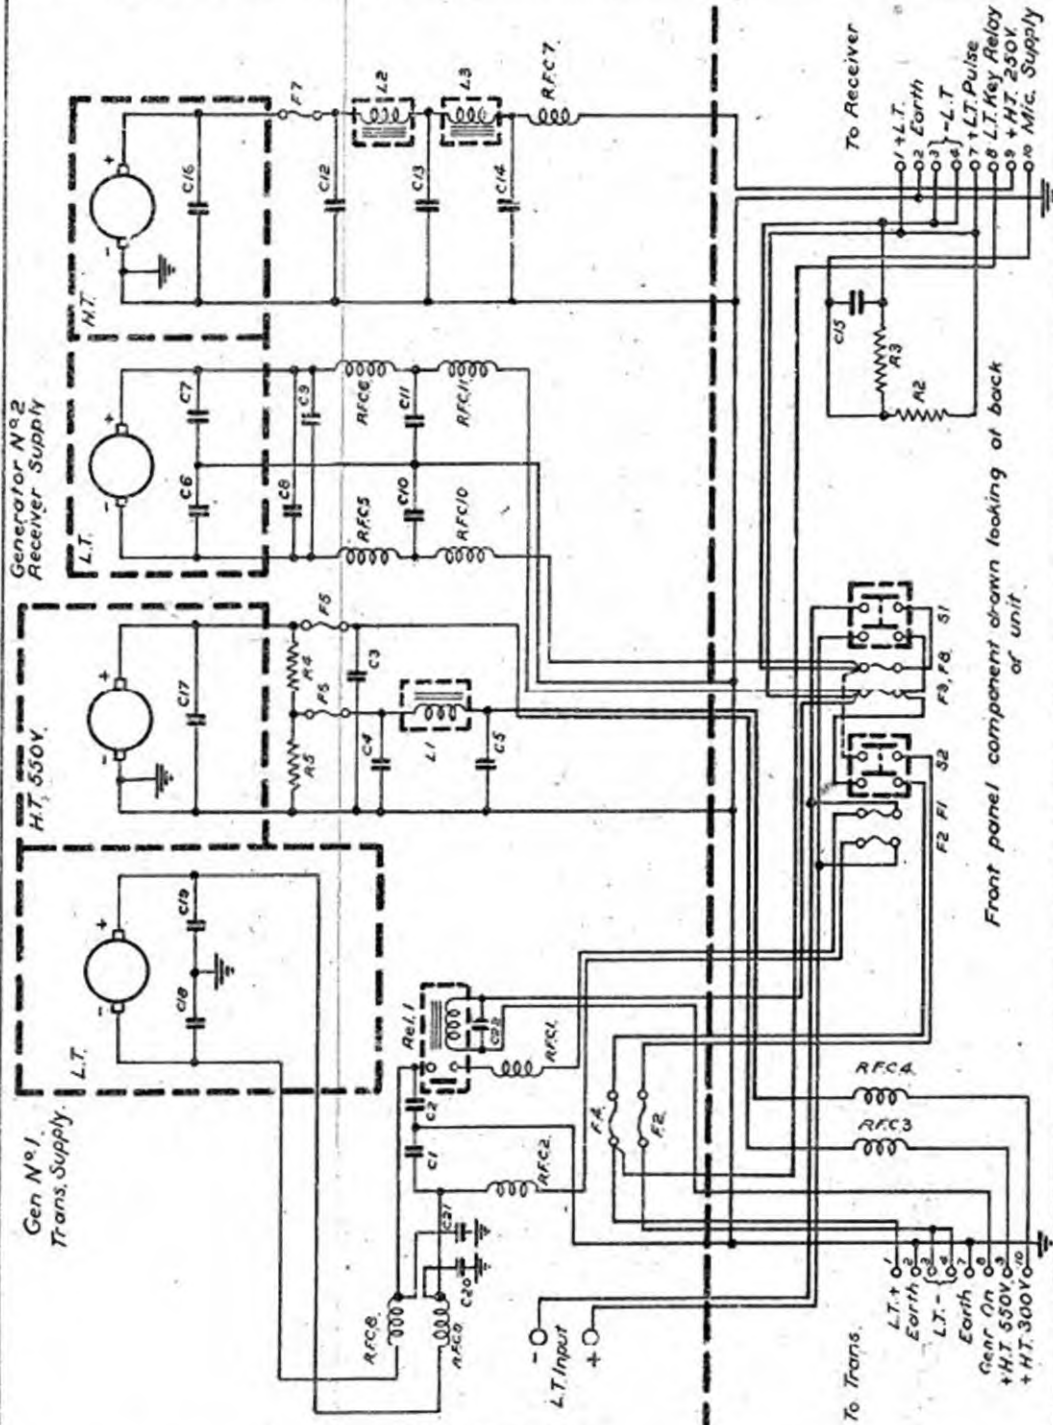 Gen Nº1.
Trans. Supply.
L.T.
H.T, 550V.
Generator Nº2
Receiver Supply
L.T.
H.T.
-
+
-
+
-
+
-
+
C18
C19
C17
C6
C7
C16
R5
R4
F5
F6
C4
C3
L1
C5
C8
C9
R.F.C.5
R.F.C.6
C10
C11
R.F.C.10
R.F.C.11
F7
C12
L2
C13
L3
C14
R.F.C.7
R.F.C.8
R.F.C.9
C20
C21
C1
C2
Rel. 1
C22
R.F.C.1.
R.F.C.2.
-
L.T. Input
+
F.4
F.2.
R.F.C.4.
R.F.C.3
F2
F1
S2
F3, F8.
S1
R2
R3
C15
To Trans.
L.T. + 1
Earth 2
L.T. - { 3
4
Earth 7
Gen On 8
+ H.T. 550V. 9
+ H.T. 300V. 10
To Receiver
1 + L.T.
2 Earth
3 } - L.T
4
7 + L.T. Pulse
8 L.T. Key Relay
9 + H.T. 250V.
10 Mic. Supply
Front panel component drawn looking at back
of unit